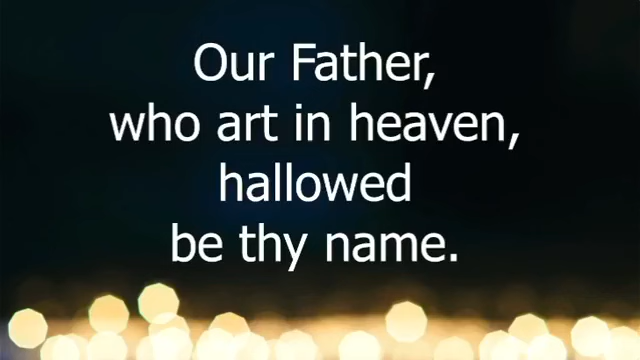 Our Father,
who art in heaven,
hallowed
be thy name.